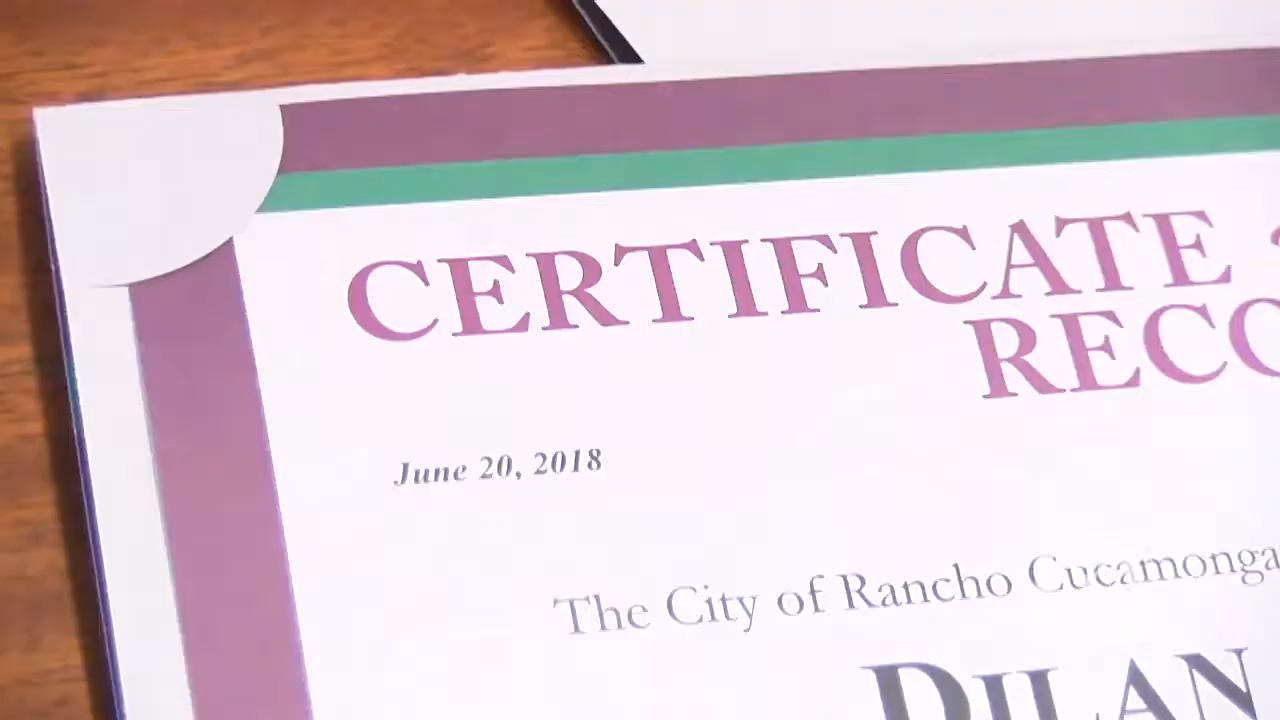 CERTIFICATE
RECO
June 20, 2018
The City of Rancho Cucamonga
DILAN